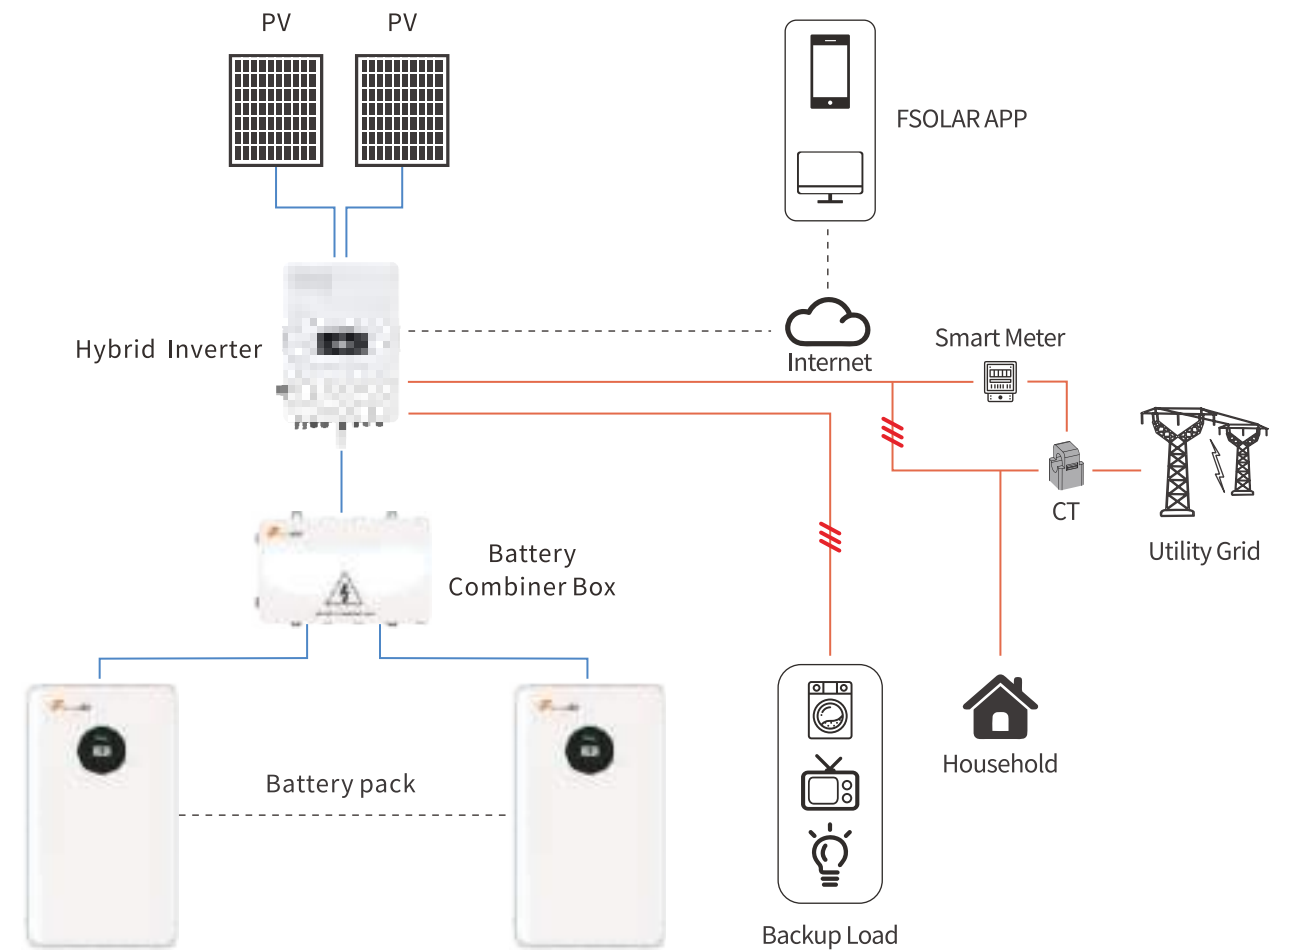 PV
PV
FSOLAR APP
Hybrid Inverter
Internet
Smart Meter
CT
Utility Grid
Battery
Combiner Box
Battery pack
Household
Backup Load